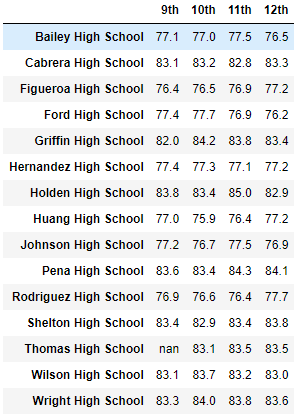 9th 10th 11th 12th
Bailey High School 77.1 77.0 77.5 76.5
Cabrera High School 83.1 83.2 82.8 83.3
Figueroa High School 76.4 76.5 76.9 77.2
Ford High School 77.4 77.7 76.9 76.2
Griffin High School 82.0 84.2 83.8 83.4
Hernandez High School 77.4 77.3 77.1 77.2
Holden High School 83.8 83.4 85.0 82.9
Huang High School 77.0 75.9 76.4 77.2
Johnson High School 77.2 76.7 77.5 76.9
Pena High School 83.6 83.4 84.3 84.1
Rodriguez High School 76.9 76.6 76.4 77.7
Shelton High School 83.4 82.9 83.4 83.8
Thomas High School nan 83.1 83.5 83.5
Wilson High School 83.1 83.7 83.2 83.0
Wright High School 83.3 84.0 83.8 83.6